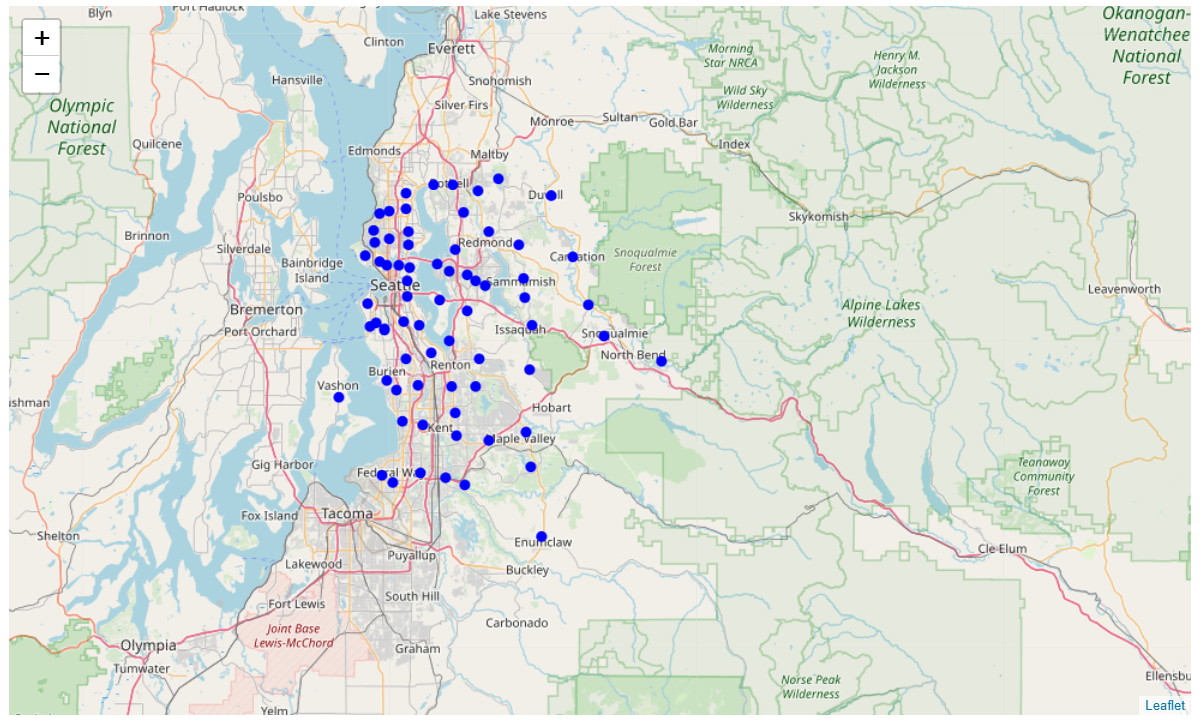 Blyn
Port Hadlock
Lake Stevens
Okanogan-
Wenatchee
National
Forest
+
−
Clinton
Everett
Morning
Star NRCA
Henry M.
Jackson
Wilderness
Hansville
Snohomish
Wild Sky
Wilderness
Olympic
National
Forest
Silver Firs
Monroe
Sultan
Gold Bar
Quilcene
Edmonds
Maltby
Index
Poulsbo
Skykomish
Brinnon
Silverdale
Redmond
Snoqualmie
Forest
Bainbridge
Island
Seattle
Sammamish
Leavenworth
Bremerton
Alpine Lakes
Wilderness
Port Orchard
Issaquah
Snoqualmie
North Bend
Renton
Burien
Vashon
Hobart
Kent
Maple Valley
Gig Harbor
Federal Way
Teanaway
Community
Forest
Fox Island
Tacoma
Shelton
Enumclaw
Cle Elum
Puyallup
Lakewood
Buckley
South Hill
Fort Lewis
Carbonado
Joint Base
Lewis-McChord
Olympia
Graham
Tumwater
Norse Peak
Wilderness
Ellensbu
Yelm
Leaflet